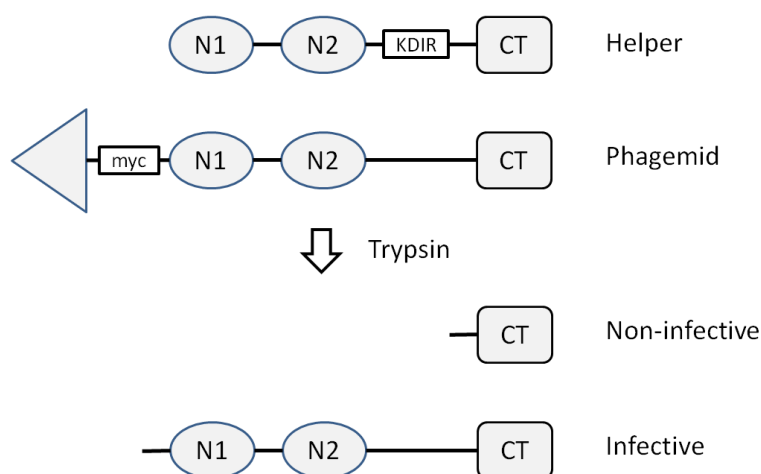 N1 N2 KDIR CT Helper
myc N1 N2 CT Phagemid
Trypsin
CT Non-infective
N1 N2 CT Infective